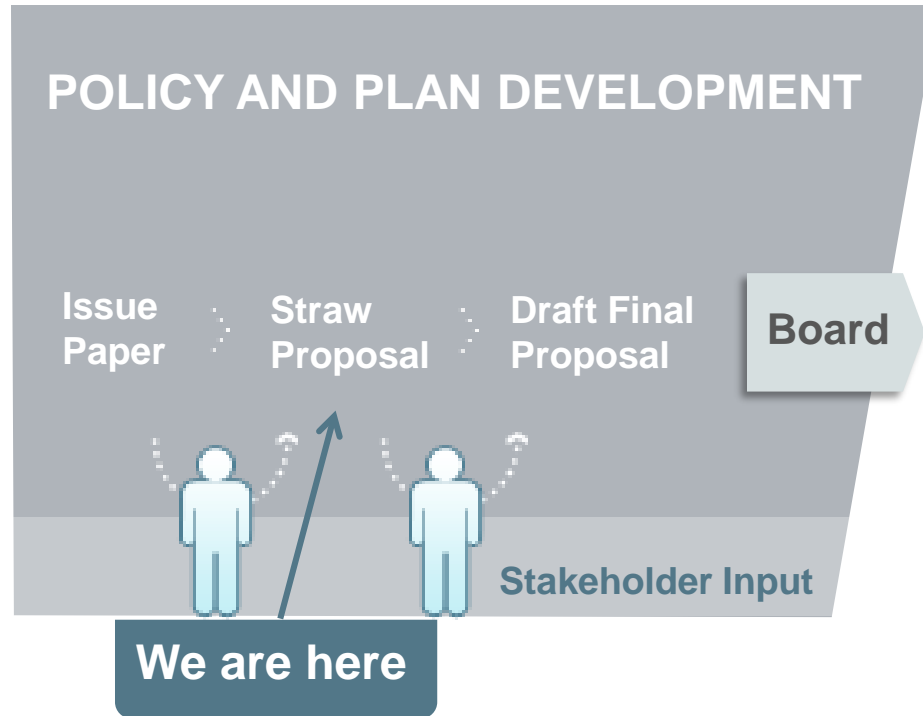 POLICY AND PLAN DEVELOPMENT
Issue
Paper
Straw
Proposal
Draft Final
Proposal
Board
Stakeholder Input
We are here